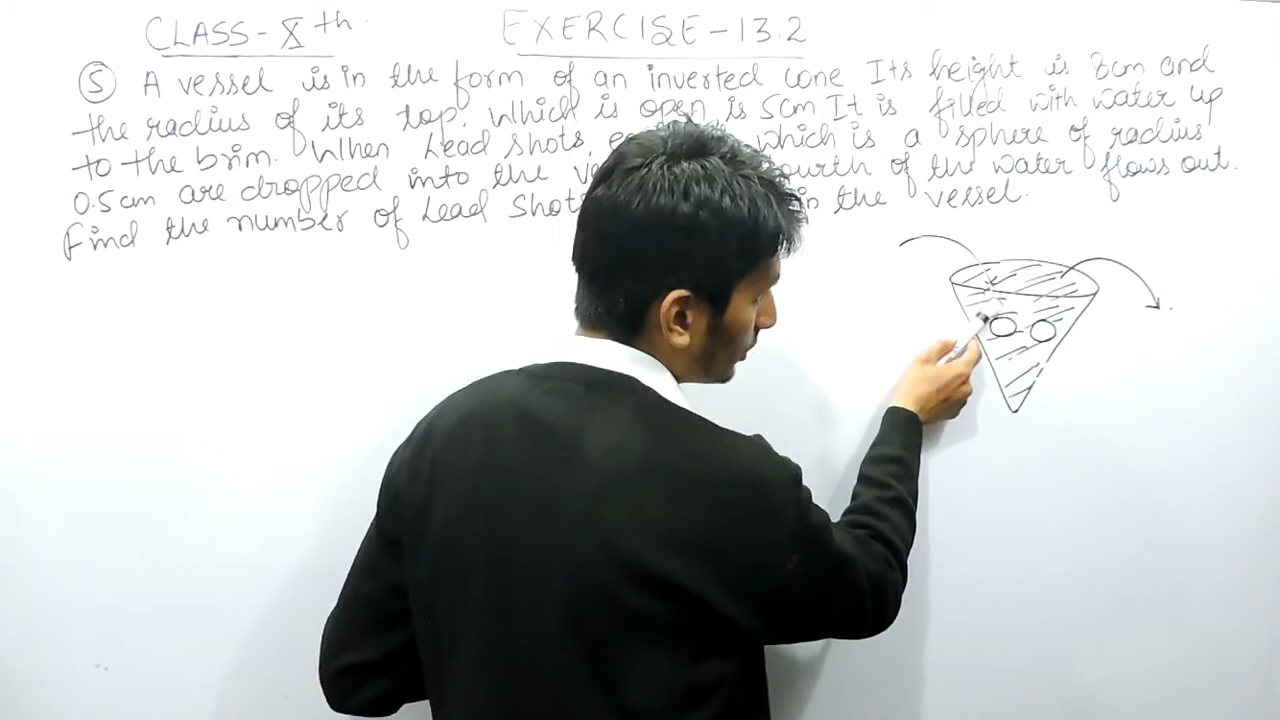 CLASS-Xth EXERCISE-13.2
(5) A vessel is in the form of an inverted cone Its height is 8cm and
the radius of its top, which is open, is 5cm. It is filled with water up
to the brim. When Lead shots, which is a sphere of radius
0.5cm are dropped into the of the water flows out.
Find the number of Lead Shots in the vessel.